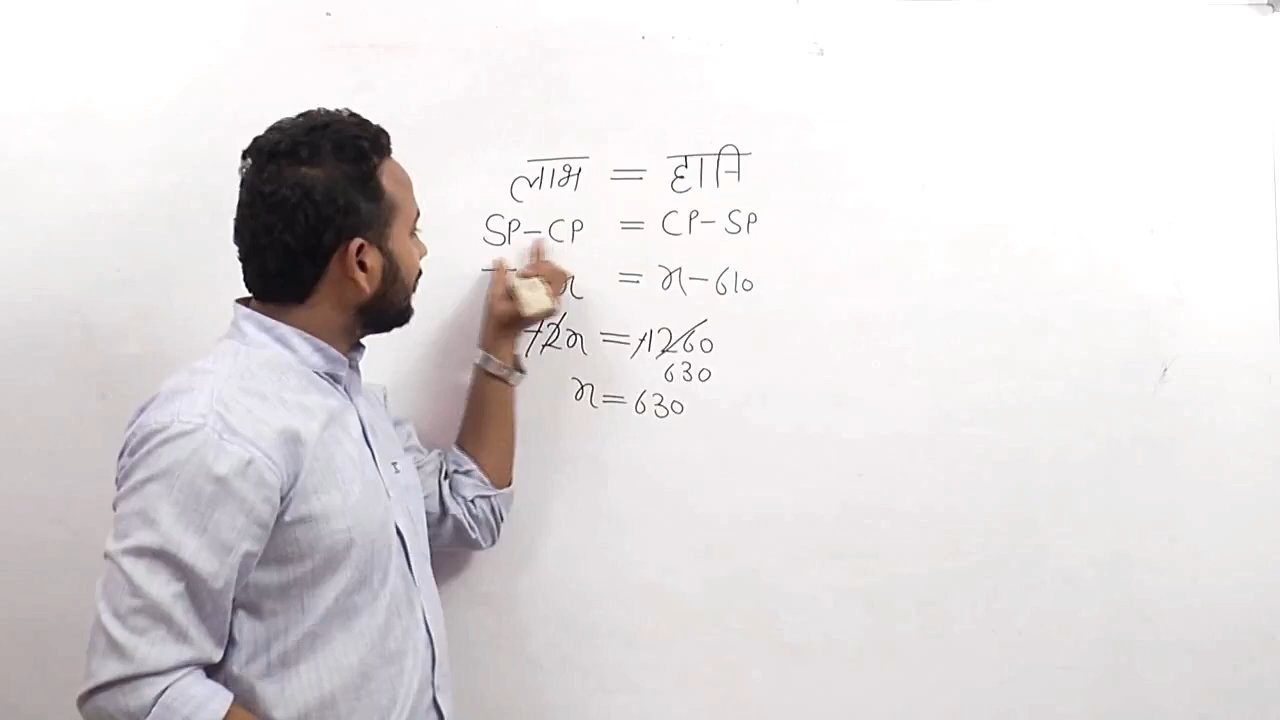 लाभ = हानि
SP-CP = CP-SP
x = x-610
-2x = -1260
630
x = 630